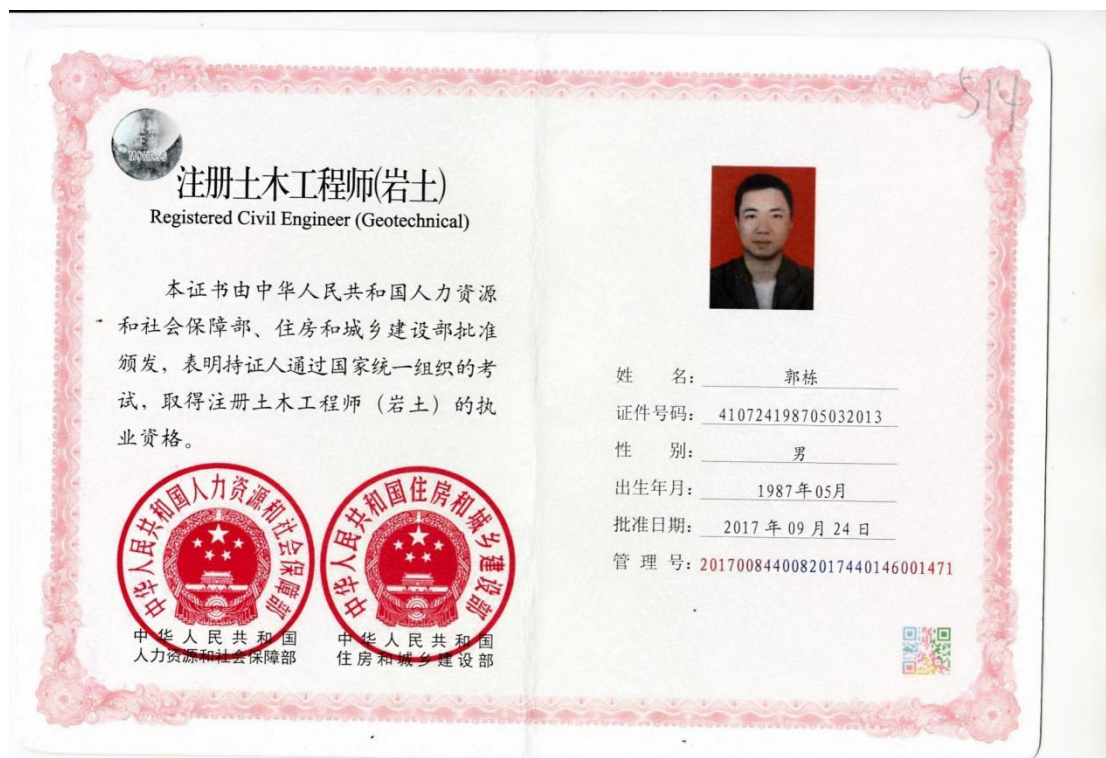 514
注册土木工程师(岩土)
Registered Civil Engineer (Geotechnical)
本证书由中华人民共和国人力资源
和社会保障部、住房和城乡建设部批准
颁发，表明持证人通过国家统一组织的考
试，取得注册土木工程师（岩土）的执
业资格。
中华人民共和国人力资源和社会保障部
中华人民共和国住房和城乡建设部
中华人民共和国
人力资源和社会保障部
中华人民共和国
住房和城乡建设部
姓 名：郭栋
证件号码：410724198705032013
性 别：男
出生年月：1987年05月
批准日期：2017年09月24日
管 理 号：2017008440082017440146001471